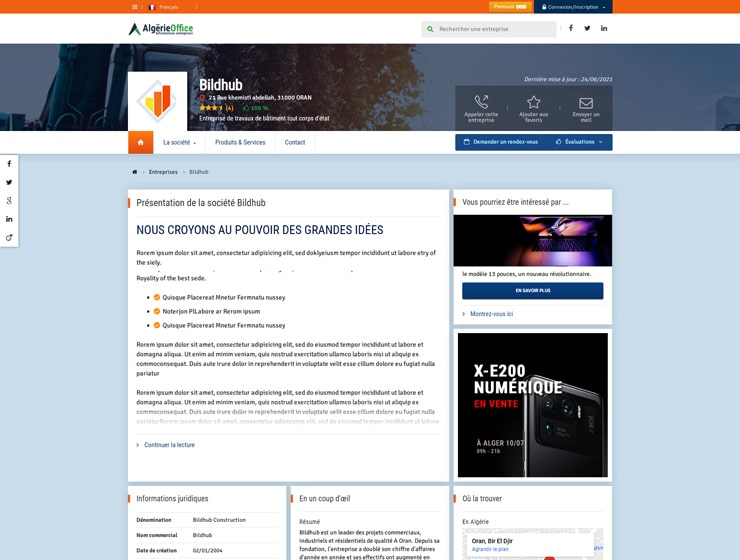 Français
Premium
Connexion/Inscription
AlgérieOffice
Rechercher une entreprise
Bildhub
Dernière mise à jour : 24/06/2021
21 Rue khemisti abdellah, 31000 ORAN
(4) 100 %
Entreprise de travaux de bâtiment tout corps d'état
Appeler cette entreprise
Ajouter aux favoris
Envoyer un mail
La société
Produits & Services
Contact
Demander un rendez-vous
Évaluations
Entreprises > Bildhub
Présentation de la société Bildhub
NOUS CROYONS AU POUVOIR DES GRANDES IDÉES
Rorem ipsum dolor sit amet, consectetur adipisicing elit, sed doklyeiusm tempor incididunt ut labore etry of
the siely.
Royality of the best sede.
Quisque Placereat Mnetur Fermnatu nussey
Noterjon PILabore ar Rerom ipsum
Quisque Placereat Mnetur Fermnatu nussey
Rorem ipsum dolor sit amet, consectetur adipisicing elit, sed do eiusmod tempor incididunt ut labore et
domagna aliqua. Ut enim ad minim veniam, quis nostrud exercitation ullamco laboris nisi ut aliquip ex
commoconsequat. Duis aute irure dolor in reprehenderit in voluptate velit esse cillum dolore eu fugiat nulla
pariatur
Rorem ipsum dolor sit amet, consectetur adipisicing elit, sed do eiusmod tempor incididunt ut labore et
domagna aliqua. Ut enim ad minim veniam, quis nostrud exercitation ullamco laboris nisi ut aliquip ex
commoconsequat. Duis aute irure dolor in reprehenderit in voluptate velit esse cillum dolore eu fugiat nulla
pariaturRorem ipsum dolor sit amet, consectetur adipisicing elit, sed do eiusmod tempor incididunt ut labore
Continuer la lecture
Vous pourriez être intéressé par ...
le modèle 13 pouces, un nouveau révolutionnaire.
EN SAVOIR PLUS
Montrez-vous ici
X-E200
NUMÉRIQUE
EN VENTE
À ALGER 10/07
09h - 21h
Informations juridiques
Dénomination Bildhub Construction
Nom commercial Bildhub
Date de création 02/01/2004
En un coup d'œil
Résumé
Bildhub est un leader des projets commerciaux,
industriels et résidentiels de qualité A Oran. Depuis sa
fondation, l'entreprise a doublé son chiffre d'affaires
d'année en année et ses effectifs ont augmenté en
Où la trouver
En Algérie
Oran, Bir El Djir
Agrandir le plan